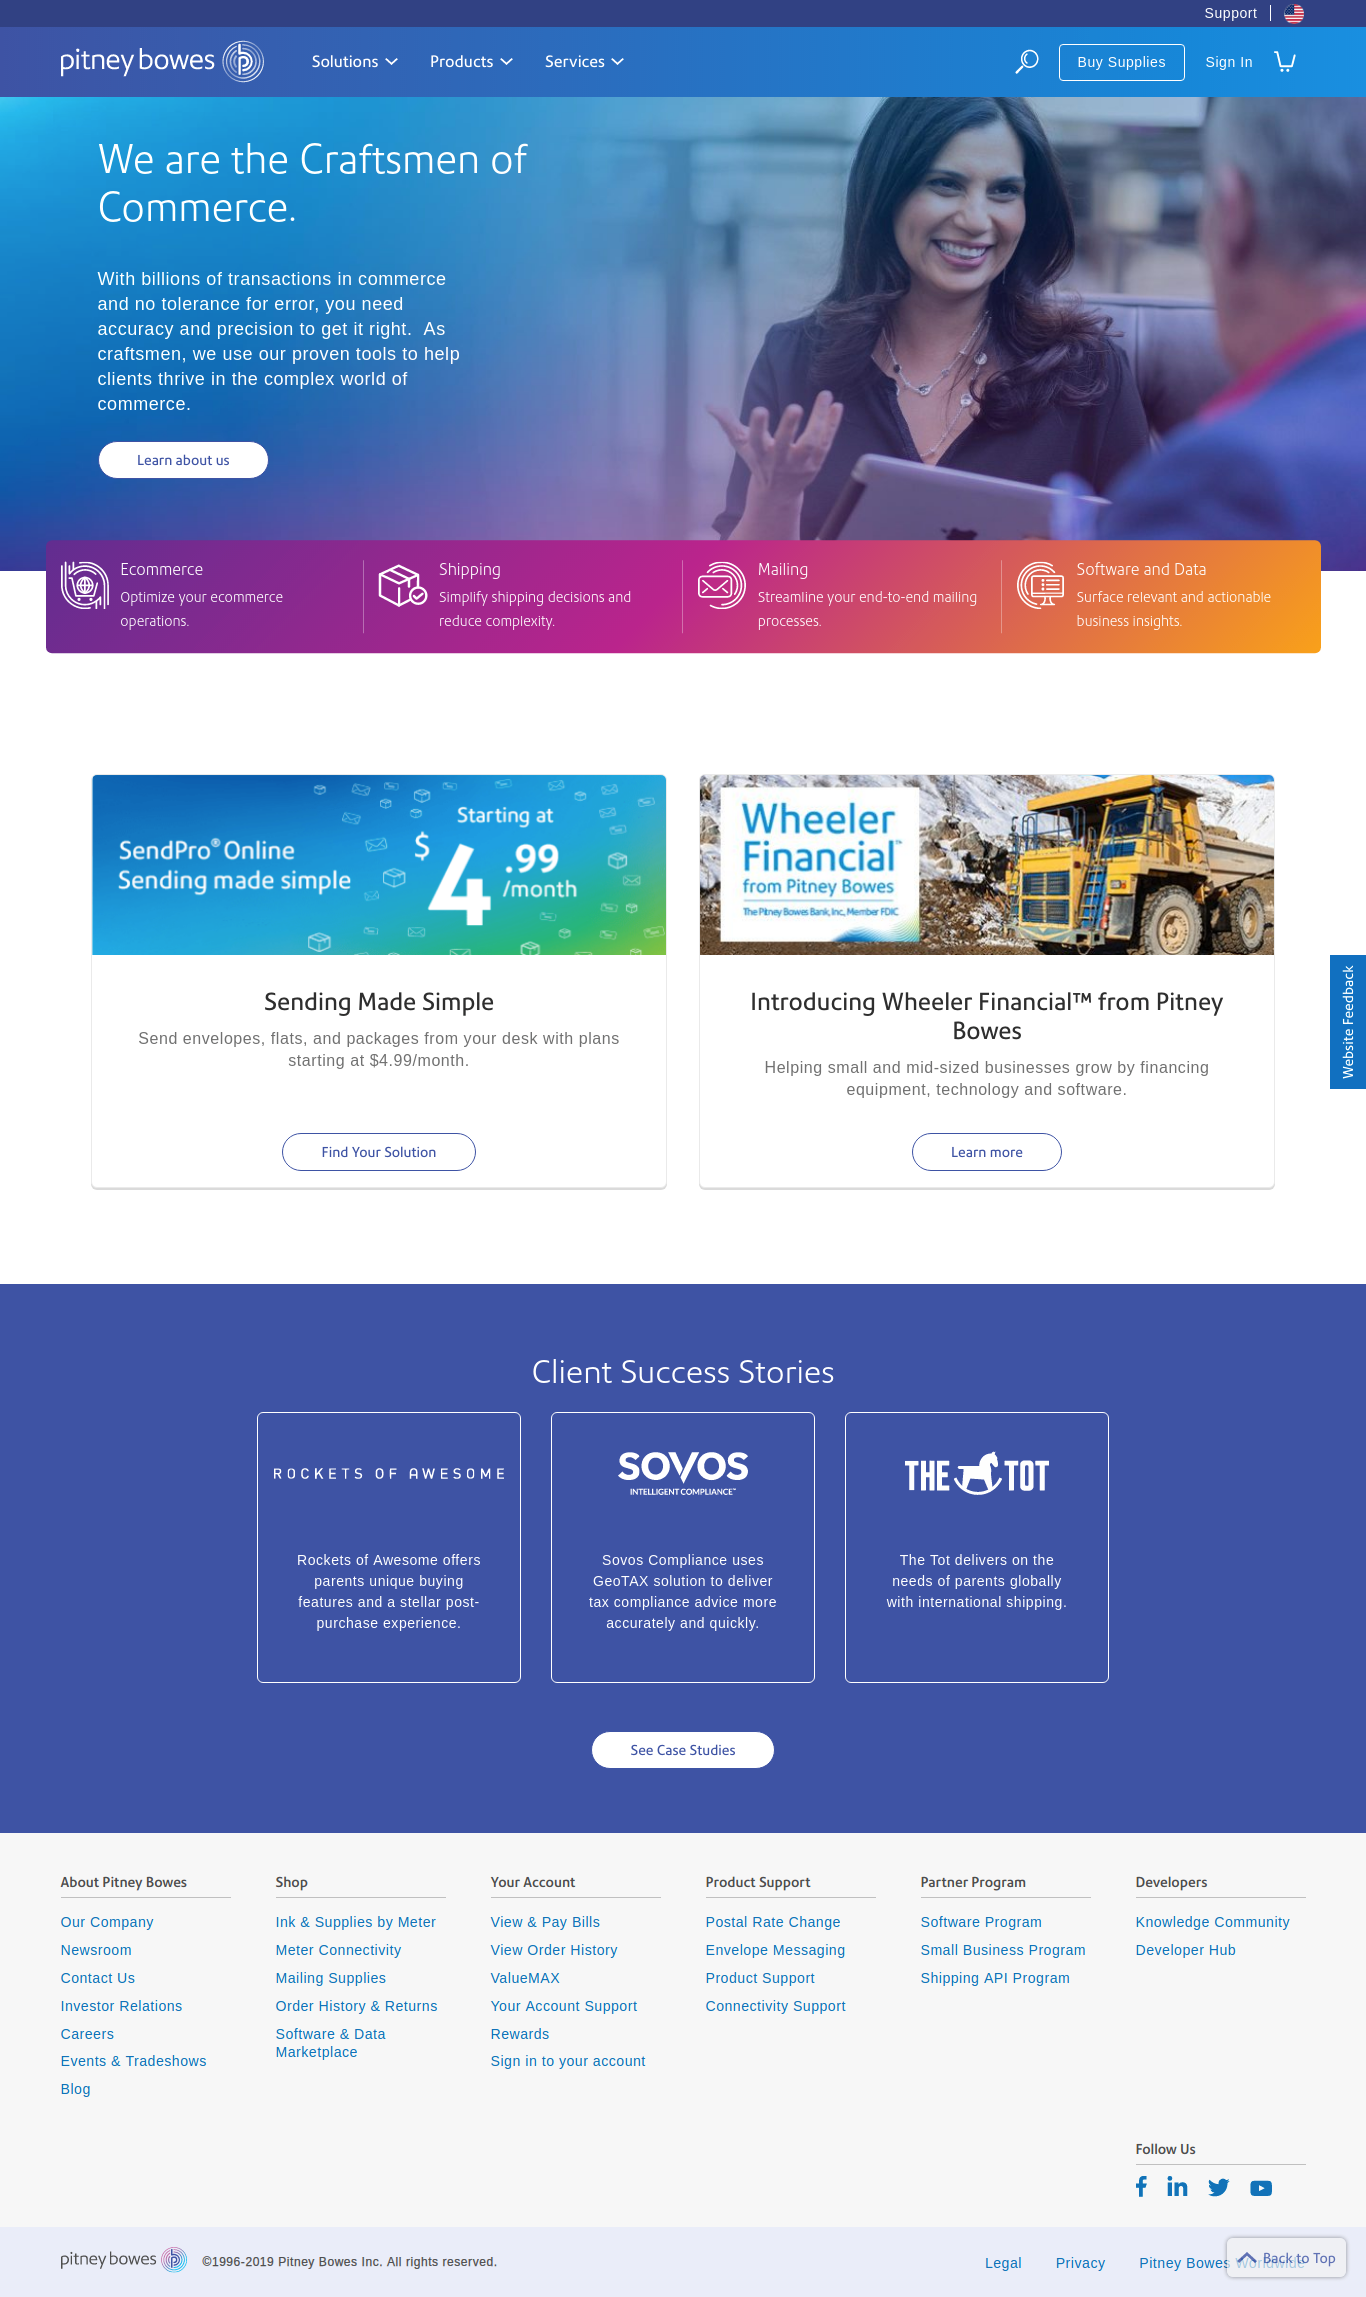 Support
pitney bowes
Solutions
Products
Services
Buy Supplies
Sign In
We are the Craftsmen of
Commerce.
With billions of transactions in commerce
and no tolerance for error, you need
accuracy and precision to get it right.  As
craftsmen, we use our proven tools to help
clients thrive in the complex world of
commerce.
Learn about us
Ecommerce
Optimize your ecommerce
operations.
Shipping
Simplify shipping decisions and
reduce complexity.
Mailing
Streamline your end-to-end mailing
processes.
Software and Data
Surface relevant and actionable
business insights.
SendPro® Online
Sending made simple
Starting at
$4.99
/month
Wheeler
Financial™
from Pitney Bowes
The Pitney Bowes Bank, Inc., Member FDIC
Sending Made Simple
Send envelopes, flats, and packages from your desk with plans
starting at $4.99/month.
Find Your Solution
Introducing Wheeler Financial™ from Pitney
Bowes
Helping small and mid-sized businesses grow by financing
equipment, technology and software.
Learn more
Website Feedback
Client Success Stories
ROCKETS OF AWESOME
Rockets of Awesome offers
parents unique buying
features and a stellar post-
purchase experience.
SOVOS
INTELLIGENT COMPLIANCE™
Sovos Compliance uses
GeoTAX solution to deliver
tax compliance advice more
accurately and quickly.
THE TOT
The Tot delivers on the
needs of parents globally
with international shipping.
See Case Studies
About Pitney Bowes
Our Company
Newsroom
Contact Us
Investor Relations
Careers
Events & Tradeshows
Blog
Shop
Ink & Supplies by Meter
Meter Connectivity
Mailing Supplies
Order History & Returns
Software & Data
Marketplace
Your Account
View & Pay Bills
View Order History
ValueMAX
Your Account Support
Rewards
Sign in to your account
Product Support
Postal Rate Change
Envelope Messaging
Product Support
Connectivity Support
Partner Program
Software Program
Small Business Program
Shipping API Program
Developers
Knowledge Community
Developer Hub
Follow Us
pitney bowes
©1996-2019 Pitney Bowes Inc. All rights reserved.
Legal
Privacy
Pitney Bowes Worldwide
Back to Top